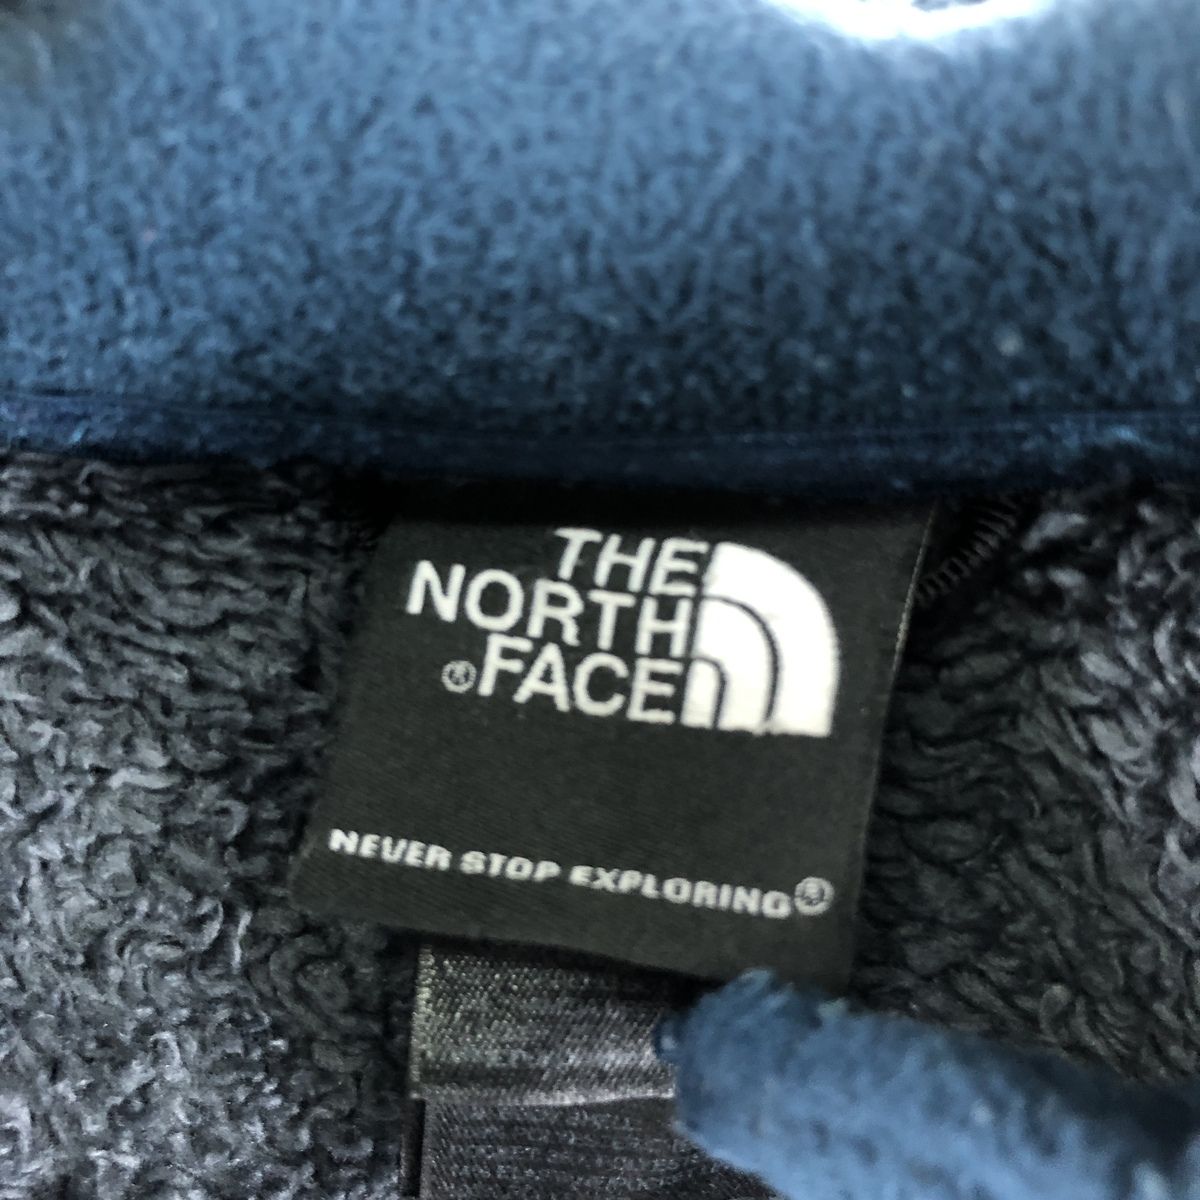 THE
NORTH
®FACE
NEVER STOP EXPLORING®